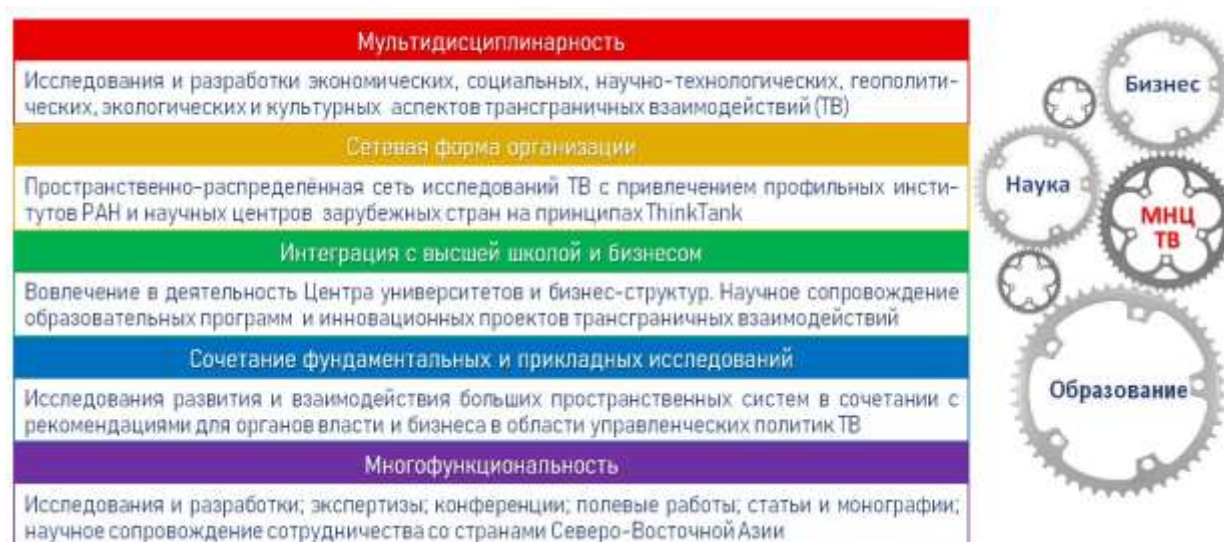 Мультидисциплинарность
Исследования и разработки экономических, социальных, научно-технологических, геополити-
ческих, экологических и культурных аспектов трансграничных взаимодействий (ТВ)
Сетевая форма организации
Пространственно-распределённая сеть исследований ТВ с привлечением профильных инсти-
тутов РАН и научных центров зарубежных стран на принципах ThinkTank
Интеграция с высшей школой и бизнесом
Вовлечение в деятельность Центра университетов и бизнес-структур. Научное сопровождение
образовательных программ и инновационных проектов трансграничных взаимодействий
Сочетание фундаментальных и прикладных исследований
Исследования развития и взаимодействия больших пространственных систем в сочетании с
рекомендациями для органов власти и бизнеса в области управленческих политик ТВ
Многофункциональность
Исследования и разработки; экспертизы; конференции; полевые работы; статьи и монографии;
научное сопровождение сотрудничества со странами Северо-Восточной Азии
Бизнес
Наука
МНЦ
ТВ
Образование